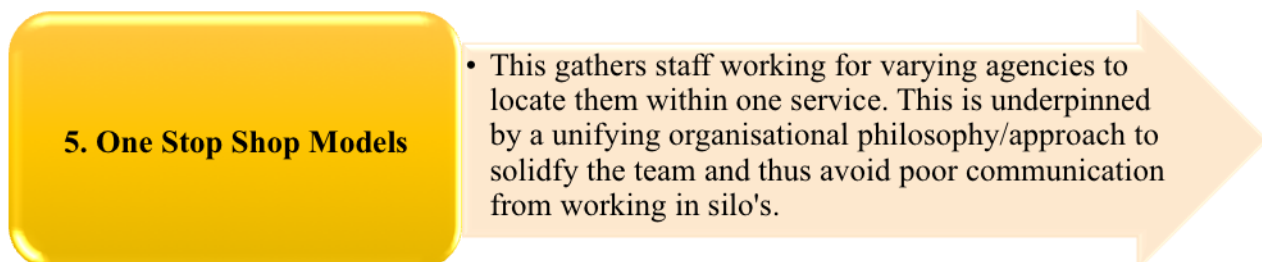 5. One Stop Shop Models
• This gathers staff working for varying agencies to
locate them within one service. This is underpinned
by a unifying organisational philosophy/approach to
solidfy the team and thus avoid poor communication
from working in silo's.